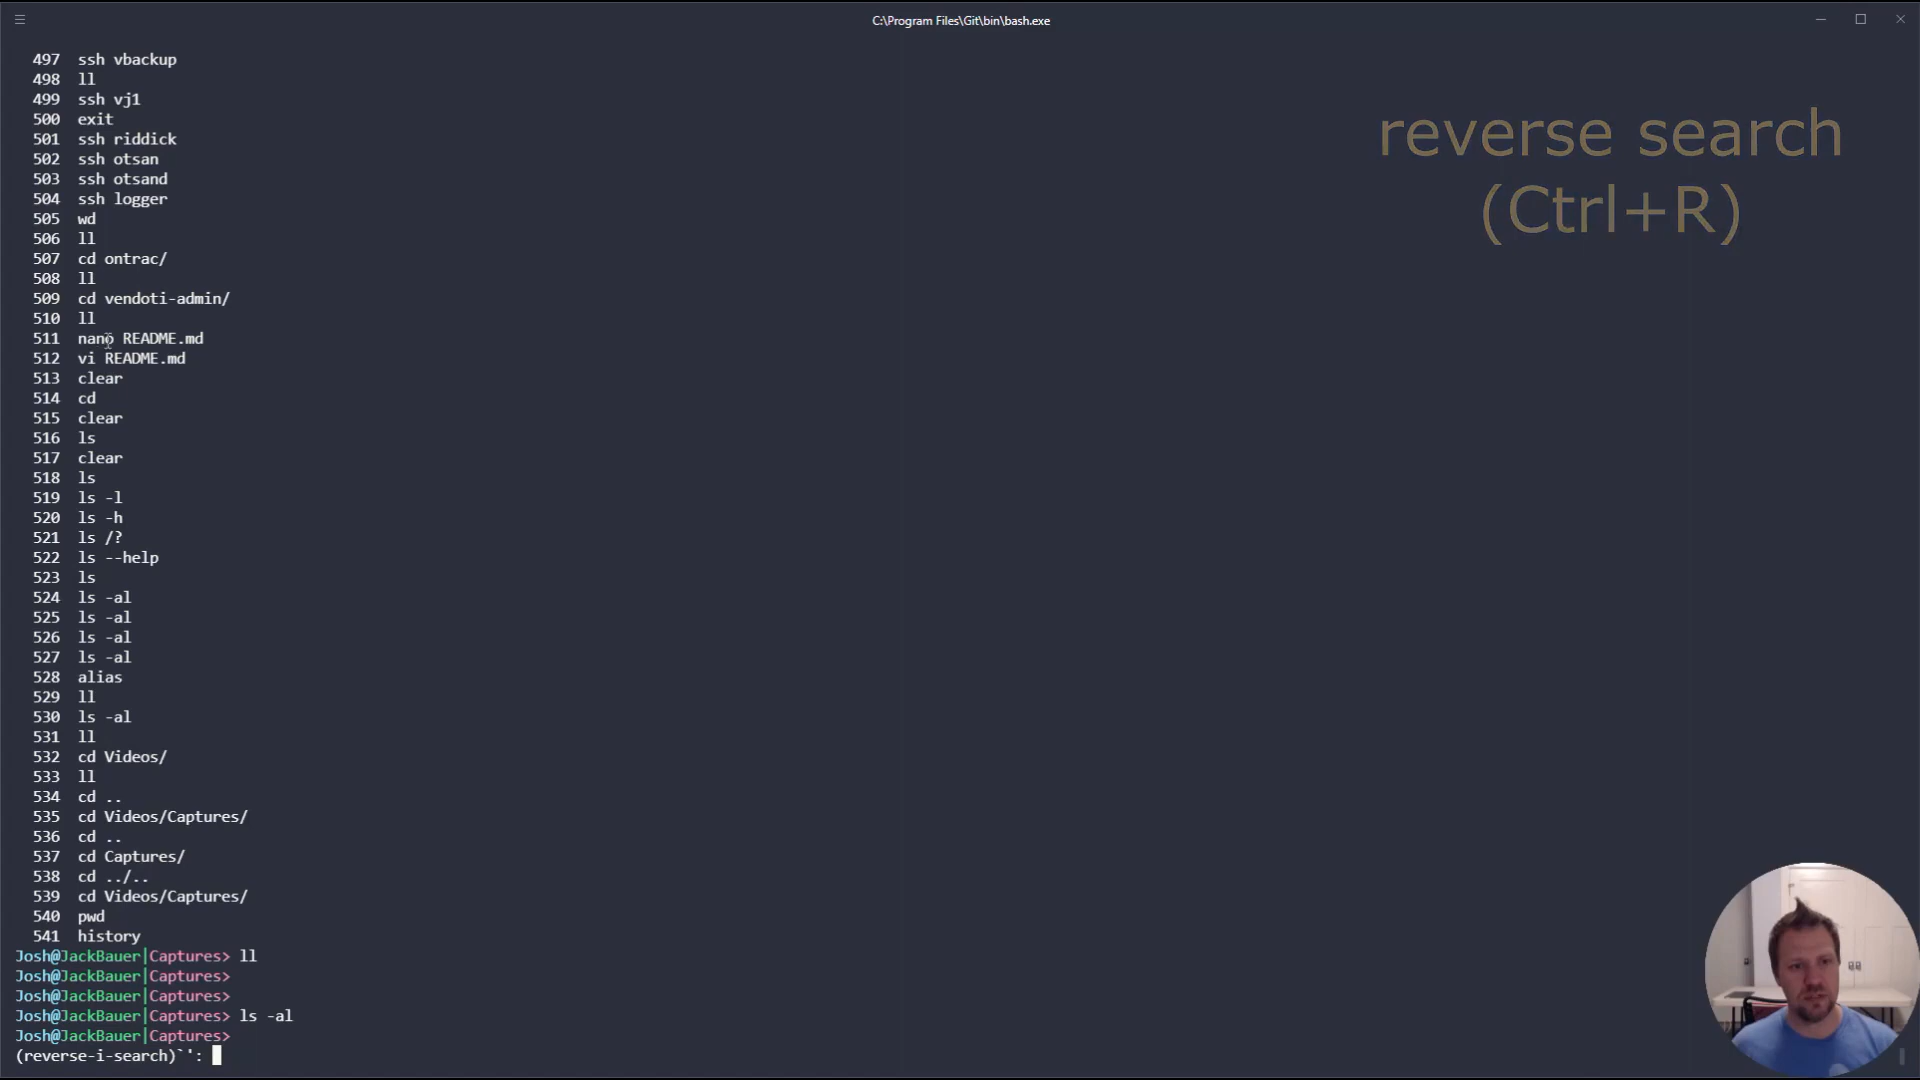 C:\Program Files\Git\bin\bash.exe
497 ssh vbackup
498 ll
499 ssh vj1
500 exit
501 ssh riddick
502 ssh otsan
503 ssh otsand
504 ssh logger
505 wd
506 ll
507 cd ontrac/
508 ll
509 cd vendoti-admin/
510 ll
511 nano README.md
512 vi README.md
513 clear
514 cd
515 clear
516 ls
517 clear
518 ls
519 ls -l
520 ls -h
521 ls /?
522 ls --help
523 ls
524 ls -al
525 ls -al
526 ls -al
527 ls -al
528 alias
529 ll
530 ls -al
531 ll
532 cd Videos/
533 ll
534 cd ..
535 cd Videos/Captures/
536 cd ..
537 cd Captures/
538 cd ../..
539 cd Videos/Captures/
540 pwd
541 history
Josh@JackBauer|Captures> ll
Josh@JackBauer|Captures>
Josh@JackBauer|Captures>
Josh@JackBauer|Captures> ls -al
Josh@JackBauer|Captures>
(reverse-i-search)`':
reverse search
(Ctrl+R)